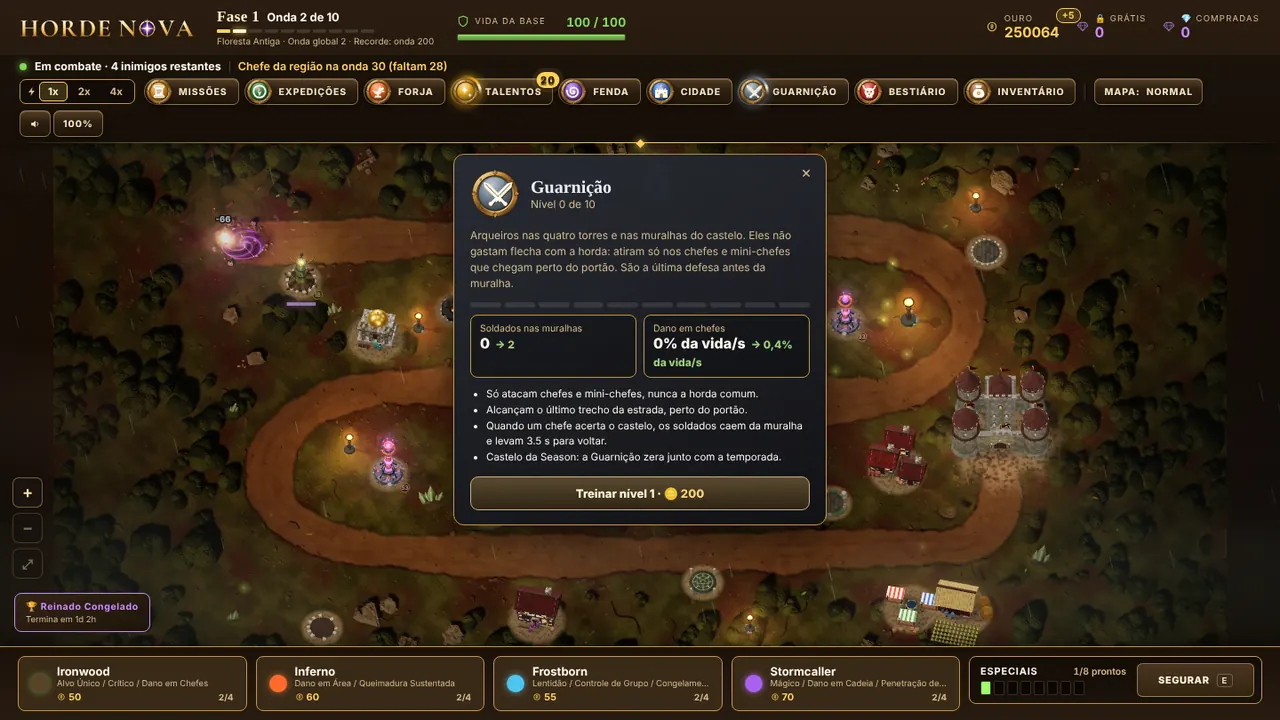 HORDE NOVA
Fase 1 Onda 2 de 10
Floresta Antiga · Onda global 2 · Recorde: onda 200
VIDA DA BASE 100 / 100
OURO
250064
+5
GRÁTIS
0
COMPRADAS
0
Em combate · 4 inimigos restantes
Chefe da região na onda 30 (faltam 28)
1x 2x 4x
MISSÕES
EXPEDIÇÕES
FORJA
TALENTOS
20
FENDA
CIDADE
GUARNIÇÃO
BESTIÁRIO
INVENTÁRIO
MAPA: NORMAL
100%
-66
Guarnição
Nível 0 de 10
×
Arqueiros nas quatro torres e nas muralhas do castelo. Eles não
gastam flecha com a horda: atiram só nos chefes e mini-chefes
que chegam perto do portão. São a última defesa antes da
muralha.
Soldados nas muralhas
0 → 2
Dano em chefes
0% da vida/s → 0,4%
da vida/s
• Só atacam chefes e mini-chefes, nunca a horda comum.
• Alcançam o último trecho da estrada, perto do portão.
• Quando um chefe acerta o castelo, os soldados caem da muralha
e levam 3.5 s para voltar.
• Castelo da Season: a Guarnição zera junto com a temporada.
Treinar nível 1 · 200
+
−
Reinado Congelado
Termina em 1d 2h
Ironwood
Alvo Único / Crítico / Dano em Chefes
50
2/4
Inferno
Dano em Área / Queimadura Sustentada
60
2/4
Frostborn
Lentidão / Controle de Grupo / Congelame...
55
2/4
Stormcaller
Mágico / Dano em Cadeia / Penetração de...
70
2/4
ESPECIAIS
1/8 prontos
SEGURAR E